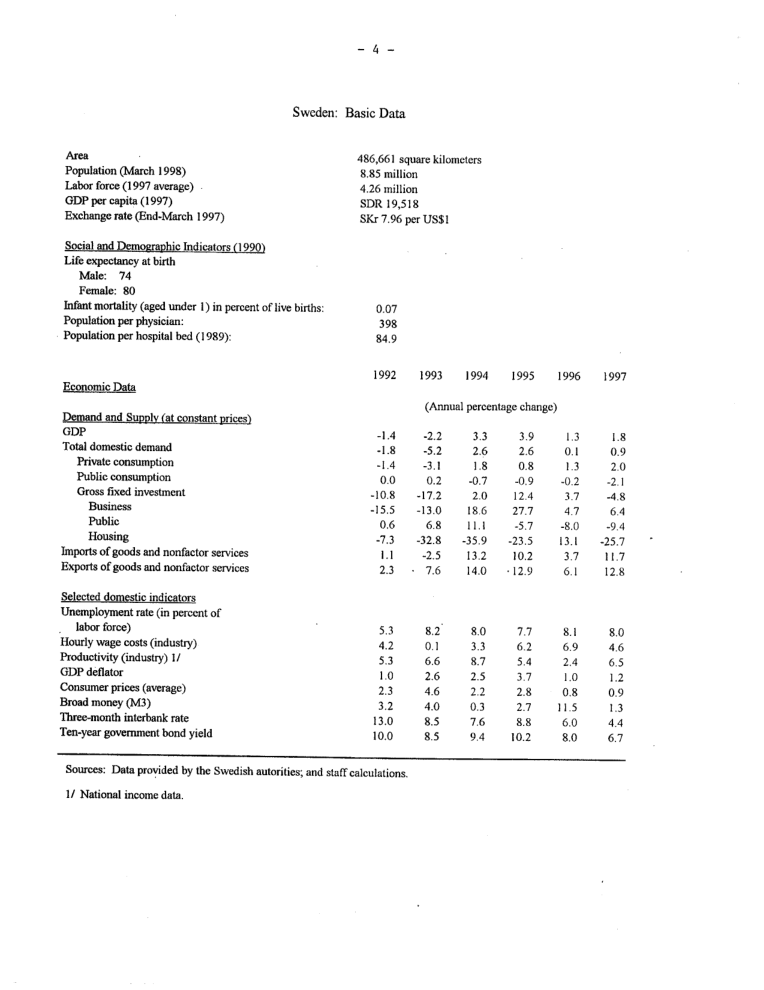 - 4 -
Sweden: Basic Data
Area 486,661 square kilometers
Population (March 1998) 8.85 million
Labor force (1997 average) 4.26 million
GDP per capita (1997) SDR 19,518
Exchange rate (End-March 1997) SKr 7.96 per US$1
Social and Demographic Indicators (1990)
Life expectancy at birth
Male: 74
Female: 80
Infant mortality (aged under 1) in percent of live births: 0.07
Population per physician: 398
Population per hospital bed (1989): 84.9
1992 1993 1994 1995 1996 1997
Economic Data
(Annual percentage change)
Demand and Supply (at constant prices)
GDP -1.4 -2.2 3.3 3.9 1.3 1.8
Total domestic demand -1.8 -5.2 2.6 2.6 0.1 0.9
Private consumption -1.4 -3.1 1.8 0.8 1.3 2.0
Public consumption 0.0 0.2 -0.7 -0.9 -0.2 -2.1
Gross fixed investment -10.8 -17.2 2.0 12.4 3.7 -4.8
Business -15.5 -13.0 18.6 27.7 4.7 6.4
Public 0.6 6.8 11.1 -5.7 -8.0 -9.4
Housing -7.3 -32.8 -35.9 -23.5 13.1 -25.7
Imports of goods and nonfactor services 1.1 -2.5 13.2 10.2 3.7 11.7
Exports of goods and nonfactor services 2.3 7.6 14.0 12.9 6.1 12.8
Selected domestic indicators
Unemployment rate (in percent of
labor force) 5.3 8.2 8.0 7.7 8.1 8.0
Hourly wage costs (industry) 4.2 0.1 3.3 6.2 6.9 4.6
Productivity (industry) 1/ 5.3 6.6 8.7 5.4 2.4 6.5
GDP deflator 1.0 2.6 2.5 3.7 1.0 1.2
Consumer prices (average) 2.3 4.6 2.2 2.8 0.8 0.9
Broad money (M3) 3.2 4.0 0.3 2.7 11.5 1.3
Three-month interbank rate 13.0 8.5 7.6 8.8 6.0 4.4
Ten-year government bond yield 10.0 8.5 9.4 10.2 8.0 6.7
Sources: Data provided by the Swedish autorities; and staff calculations.
1/ National income data.